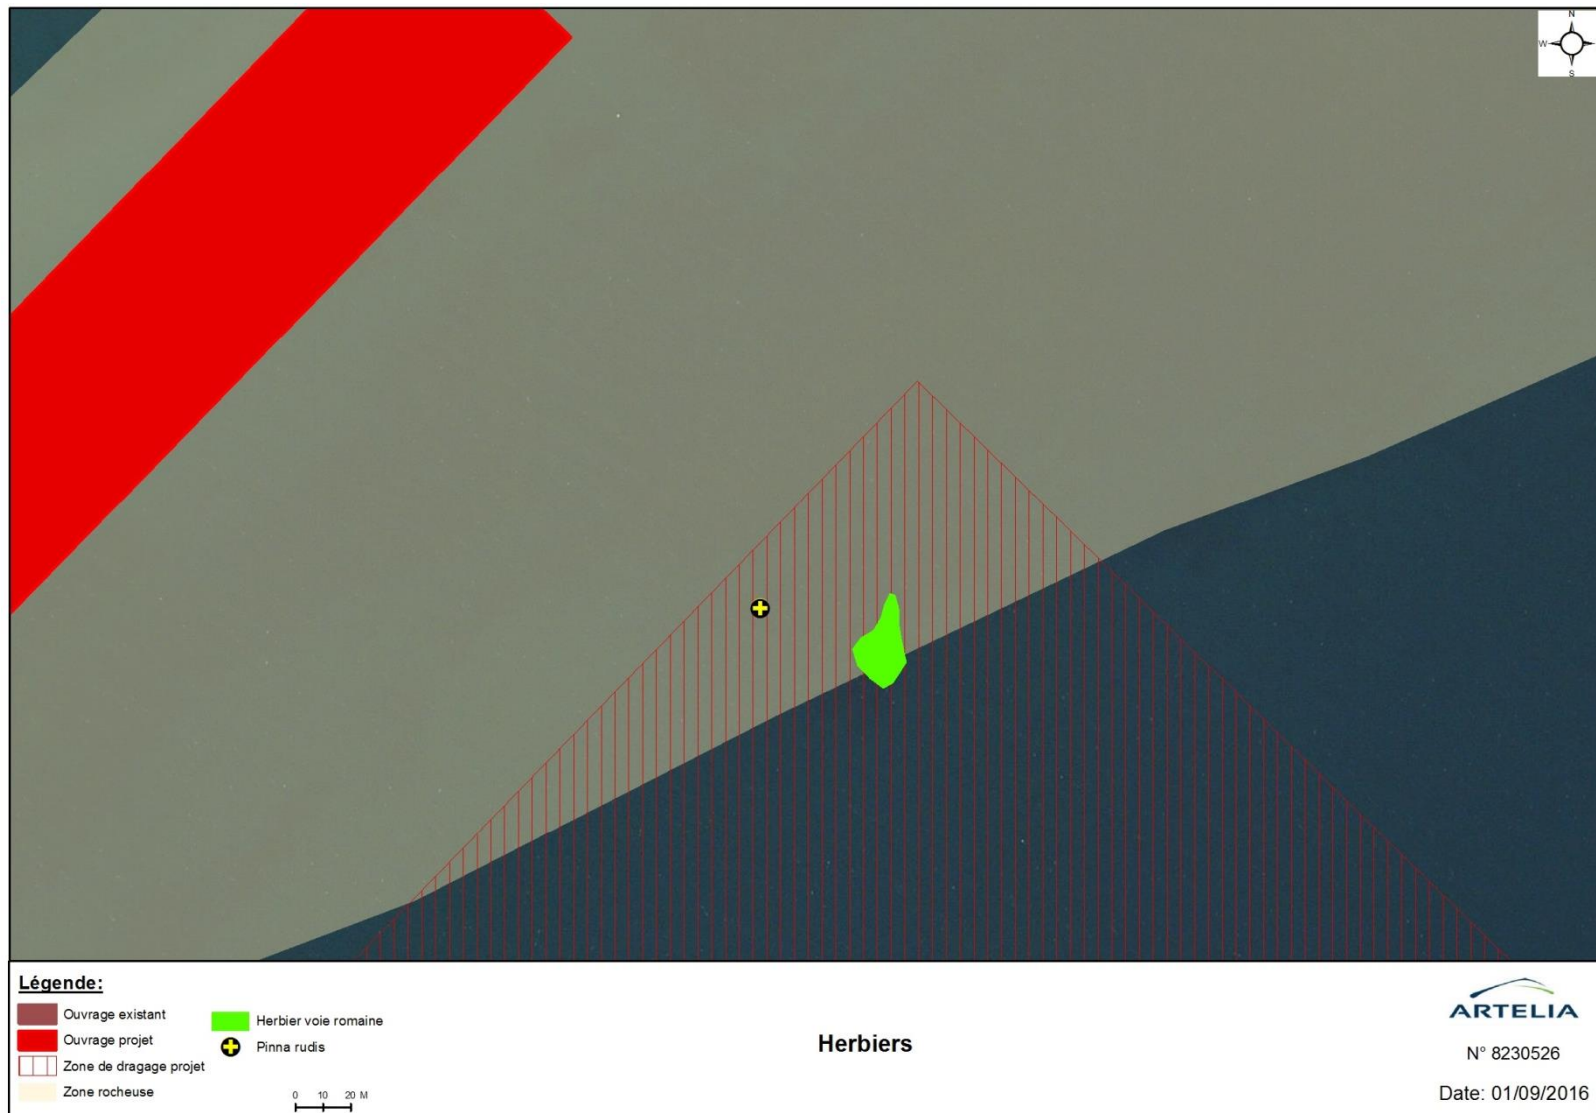 N
W
S
Légende:
Ouvrage existant
Ouvrage projet
Zone de dragage projet
Zone rocheuse
Herbier voie romaine
Pinna rudis
0 10 20 M
Herbiers
ARTELIA
N° 8230526
Date: 01/09/2016